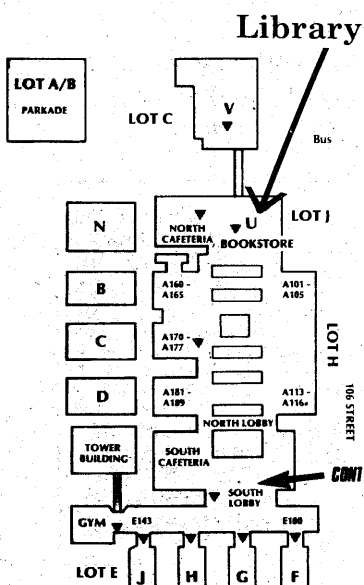 Library
LOT A/B
PARKADE
LOT C
V
Bus
N
NORTH
CAFETERIA
U
BOOKSTORE
LOT J
B
A160 -
A165
A101 -
A105
C
A170 -
A177
LOT H
D
A181 -
A189
A113 -
106 STREET
NORTH LOBBY
TOWER
BUILDING
SOUTH
CAFETERIA
CONT
SOUTH
LOBBY
GYM
E143
E100
LOT E
J
H
G
F